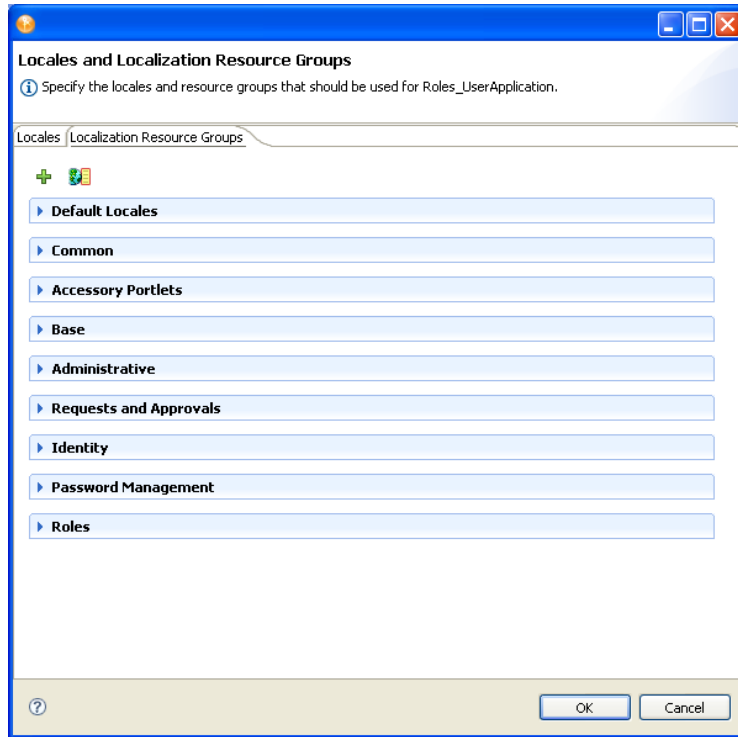 Locales and Localization Resource Groups
Specify the locales and resource groups that should be used for Roles_UserApplication.
Locales Localization Resource Groups
Default Locales
Common
Accessory Portlets
Base
Administrative
Requests and Approvals
Identity
Password Management
Roles
OK Cancel